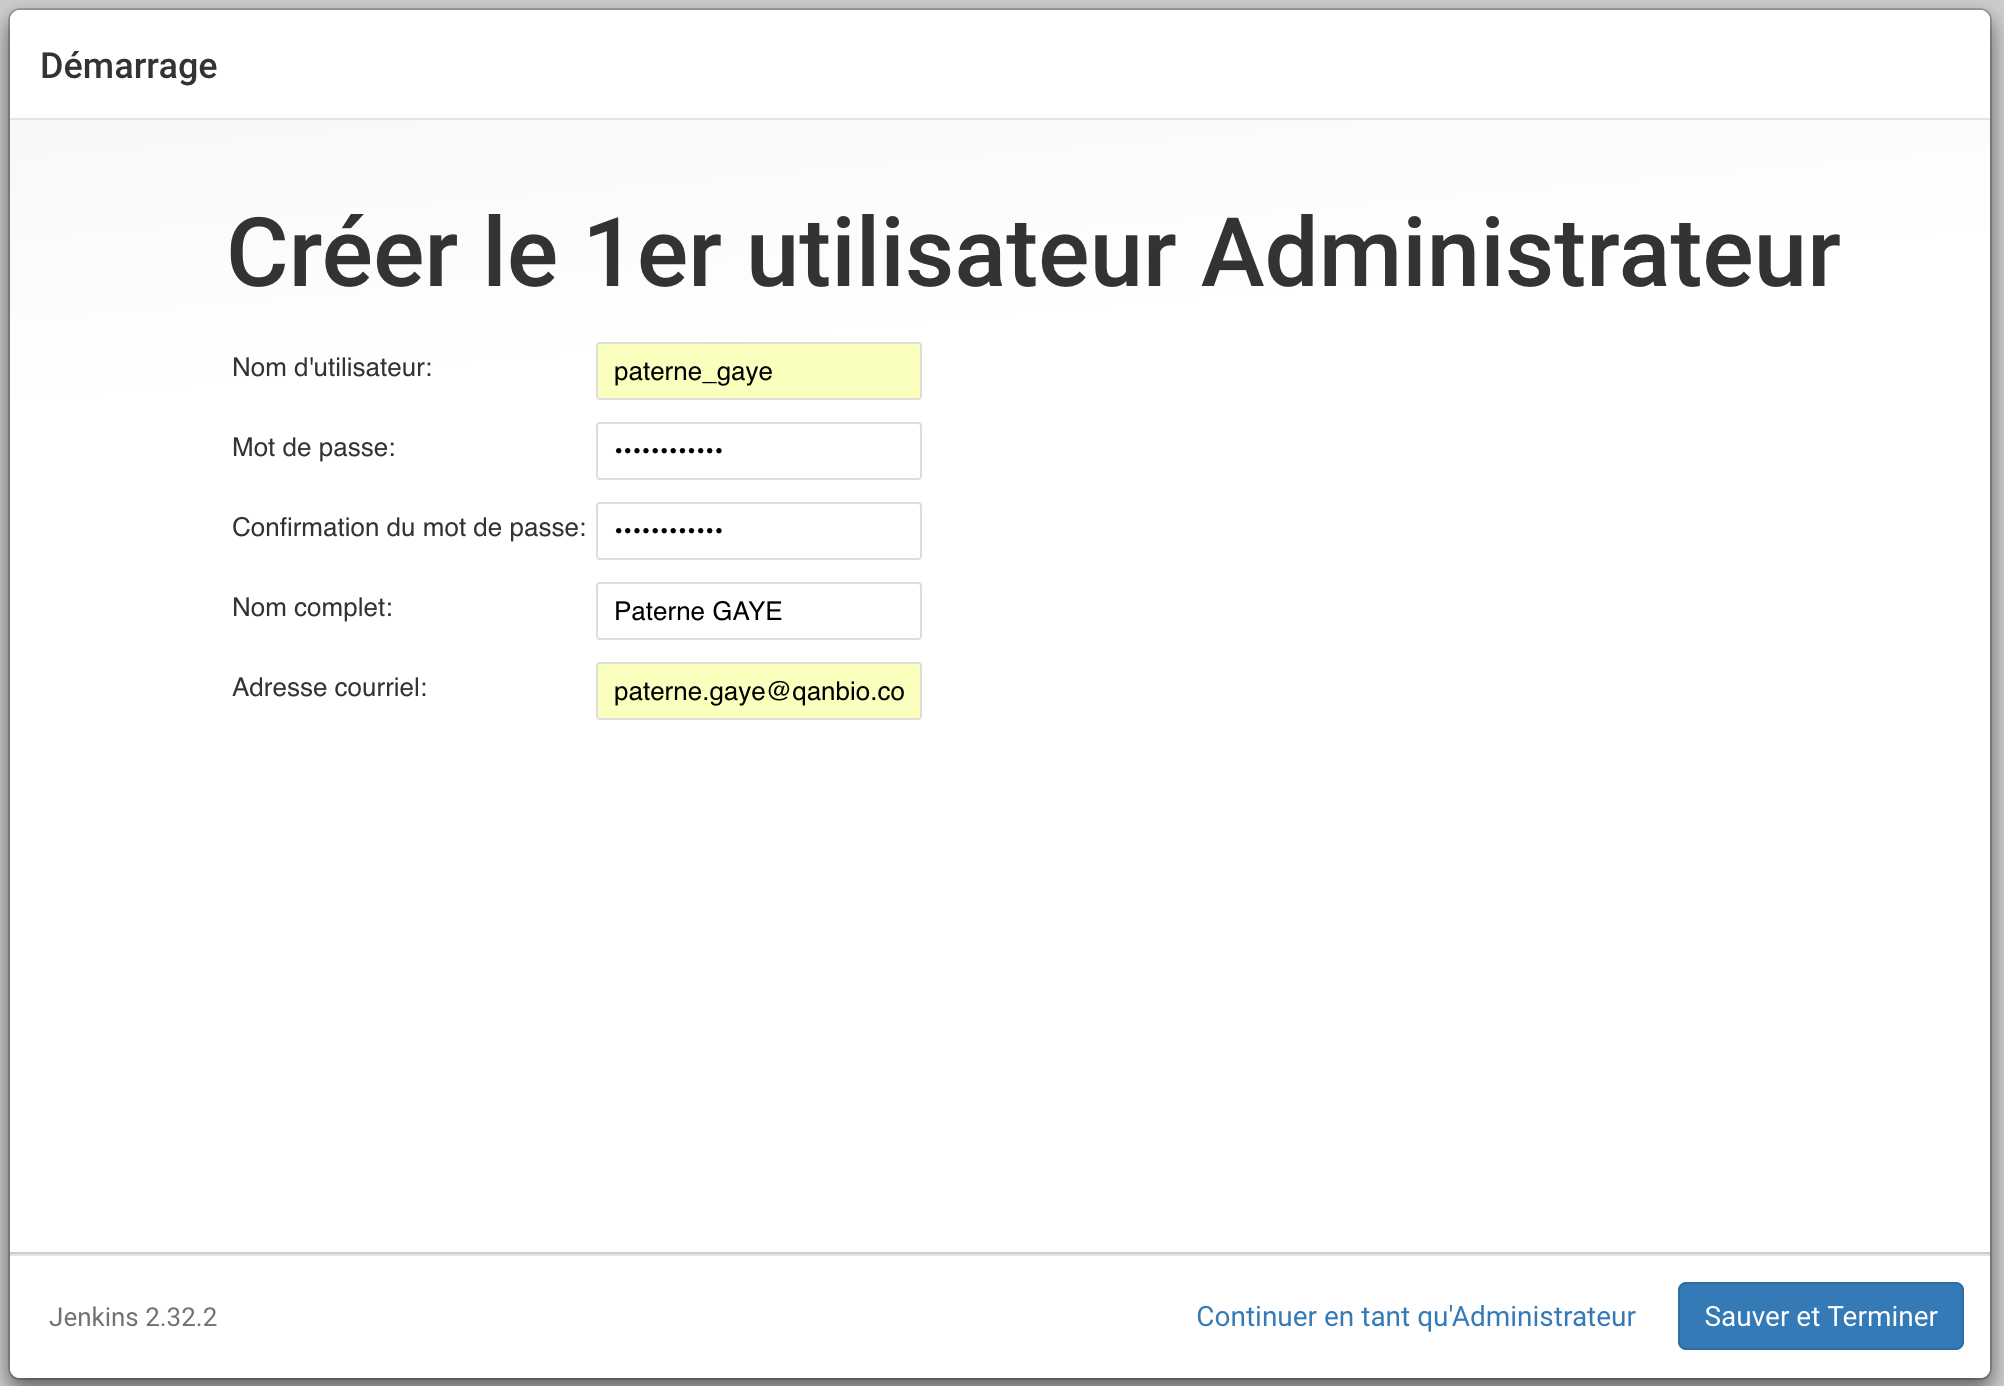 Démarrage
Créer le 1er utilisateur Administrateur
Nom d'utilisateur: paterne_gaye
Mot de passe: ••••••••••••
Confirmation du mot de passe: ••••••••••••
Nom complet: Paterne GAYE
Adresse courriel: paterne.gaye@qanbio.co
Jenkins 2.32.2 Continuer en tant qu'Administrateur Sauver et Terminer